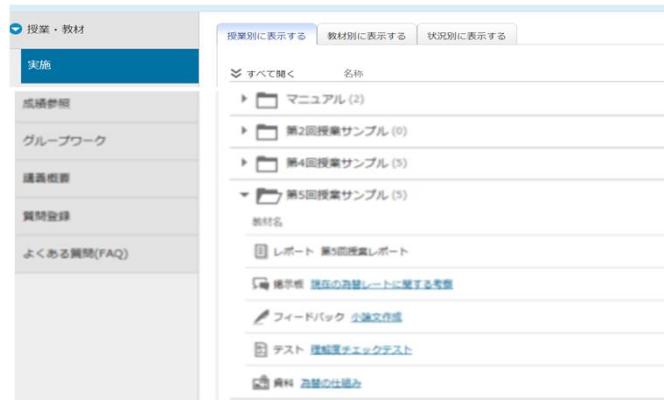 授業・教材
実施
成績参照
グループワーク
講義概要
質問登録
よくある質問(FAQ)
授業別に表示する 教材別に表示する 状況別に表示する
すべて開く 名称
マニュアル (2)
第2回授業サンプル (0)
第4回授業サンプル (5)
第5回授業サンプル (5)
教材名
レポート 第5回授業レポート
掲示板 現在の為替レートに関する考察
フィードバック 小論文作成
テスト 理解度チェックテスト
資料 為替の仕組み